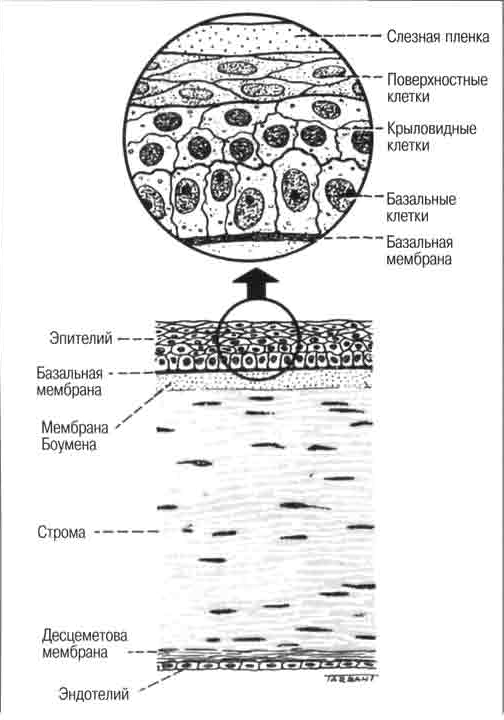 Слезная пленка
Поверхностные
клетки
Крыловидные
клетки
Базальные
клетки
Базальная
мембрана
Эпителий
Базальная
мембрана
Мембрана
Боумена
Строма
Десцеметова
мембрана
Эндотелий
TARRANT